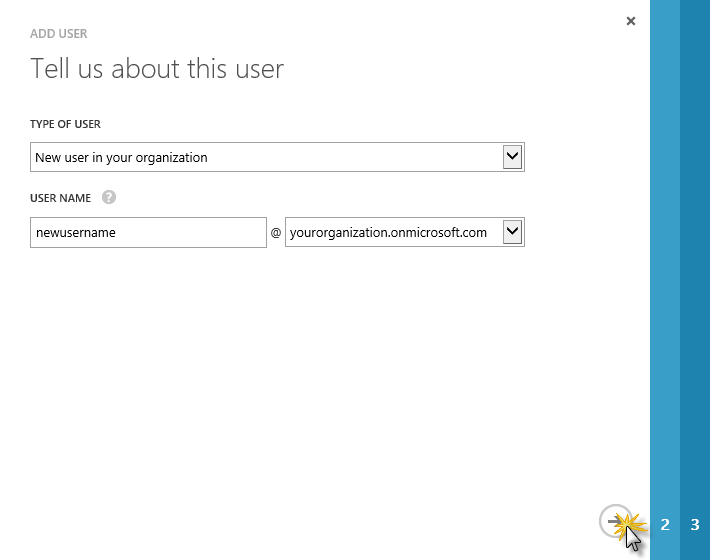 ADD USER
Tell us about this user
TYPE OF USER
New user in your organization
USER NAME ?
newusername @ yourorganization.onmicrosoft.com
2 3